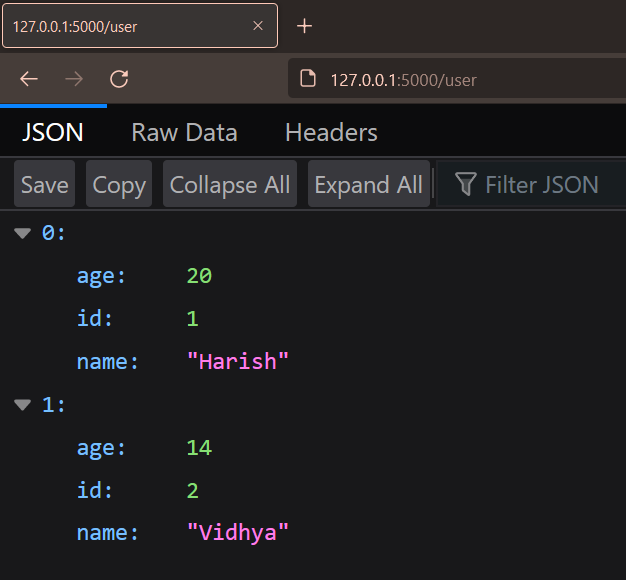 127.0.0.1:5000/user
127.0.0.1:5000/user
JSON Raw Data Headers
Save Copy Collapse All Expand All Filter JSON
0:
age: 20
id: 1
name: "Harish"
1:
age: 14
id: 2
name: "Vidhya"